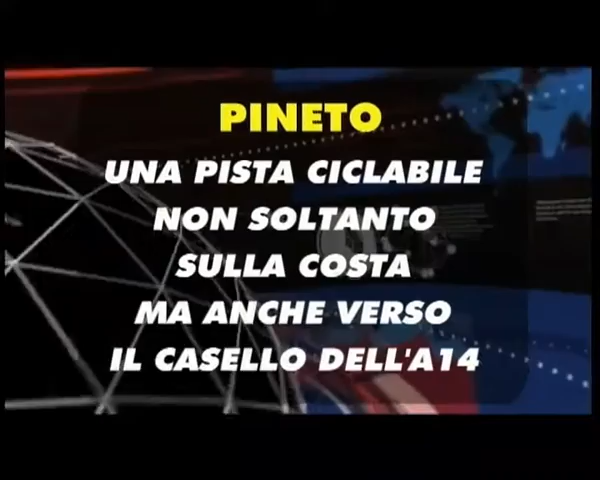 PINETO
UNA PISTA CICLABILE
NON SOLTANTO
SULLA COSTA
MA ANCHE VERSO
IL CASELLO DELL'A14